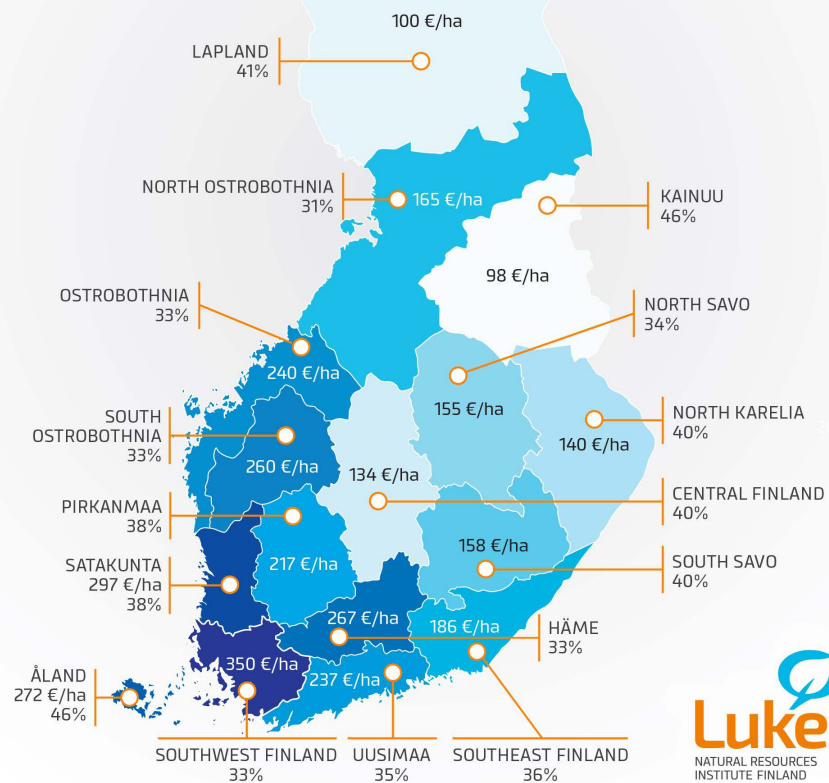 100 €/ha
LAPLAND
41%
NORTH OSTROBOTHNIA
31%
165 €/ha
KAINUU
46%
98 €/ha
OSTROBOTHNIA
33%
240 €/ha
NORTH SAVO
34%
155 €/ha
SOUTH
OSTROBOTHNIA
33%
260 €/ha
NORTH KARELIA
40%
140 €/ha
134 €/ha
CENTRAL FINLAND
40%
PIRKANMAA
38%
217 €/ha
158 €/ha
SOUTH SAVO
40%
SATAKUNTA
297 €/ha
38%
267 €/ha
HÄME
33%
186 €/ha
ÅLAND
272 €/ha
46%
350 €/ha
237 €/ha
SOUTHWEST FINLAND
33%
UUSIMAA
35%
SOUTHEAST FINLAND
36%
Luke
NATURAL RESOURCES
INSTITUTE FINLAND